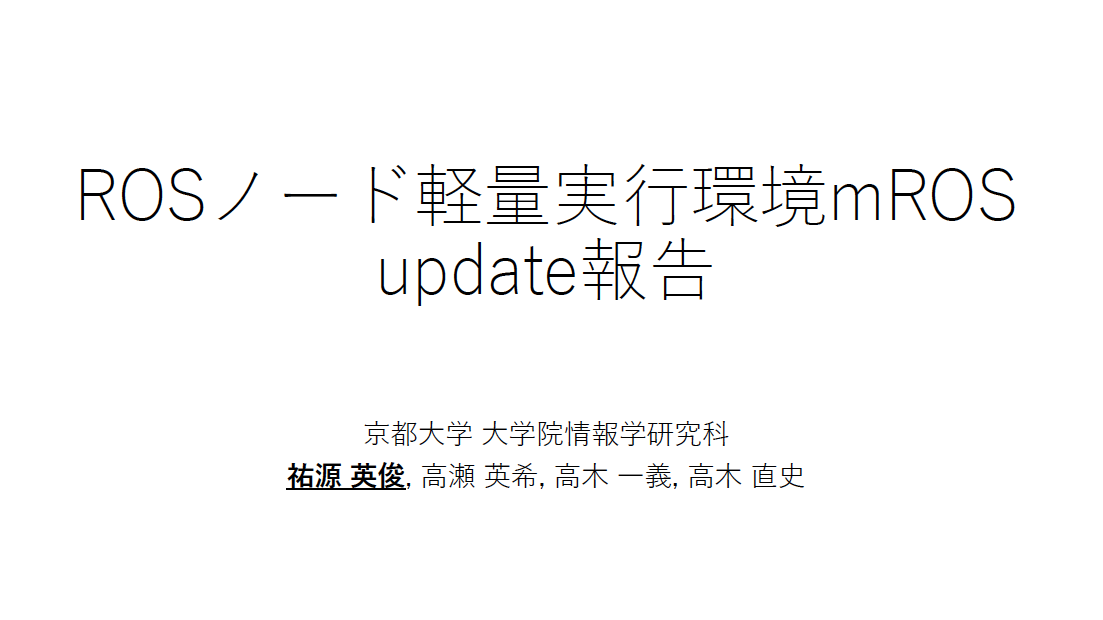 ROSノード軽量実行環境mROS
update報告
京都大学 大学院情報学研究科
祐源 英俊, 高瀬 英希, 高木 一義, 高木 直史